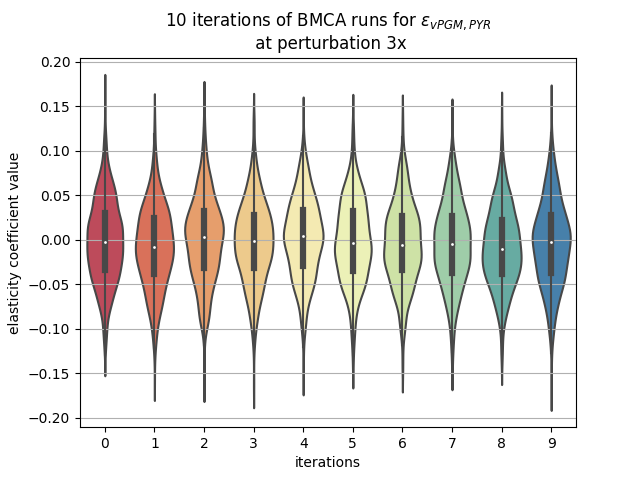 10 iterations of BMCA runs for ε_{vPGM, PYR}
at perturbation 3x
elasticity coefficient value
0.20
0.15
0.10
0.05
0.00
−0.05
−0.10
−0.15
−0.20
0 1 2 3 4 5 6 7 8 9
iterations